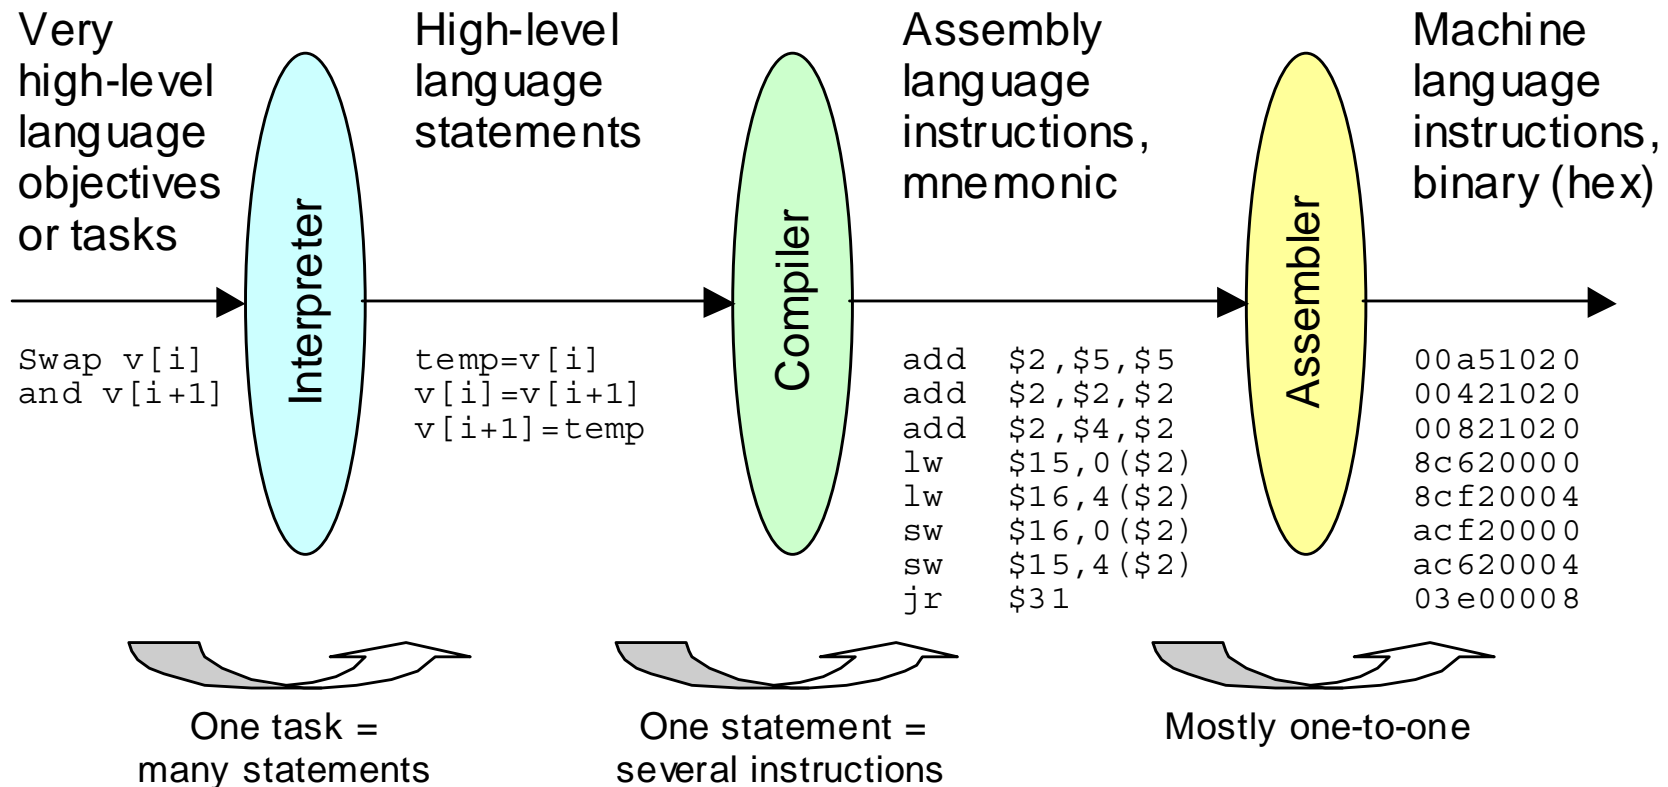 Very
high-level
language
objectives
or tasks
High-level
language
statements
Assembly
language
instructions,
mnemonic
Machine
language
instructions,
binary (hex)
Interpreter
Compiler
Assembler
Swap v[i]
and v[i+1]
temp=v[i]
v[i]=v[i+1]
v[i+1]=temp
add $2,$5,$5
add $2,$2,$2
add $2,$4,$2
lw $15,0($2)
lw $16,4($2)
sw $16,0($2)
sw $15,4($2)
jr $31
00a51020
00421020
00821020
8c620000
8cf20004
acf20000
ac620004
03e00008
One task =
many statements
One statement =
several instructions
Mostly one-to-one